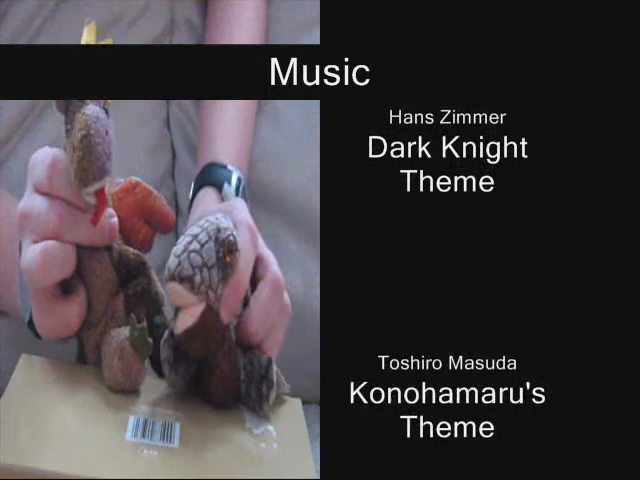 Music
Hans Zimmer
Dark Knight
Theme
Toshiro Masuda
Konohamaru's
Theme